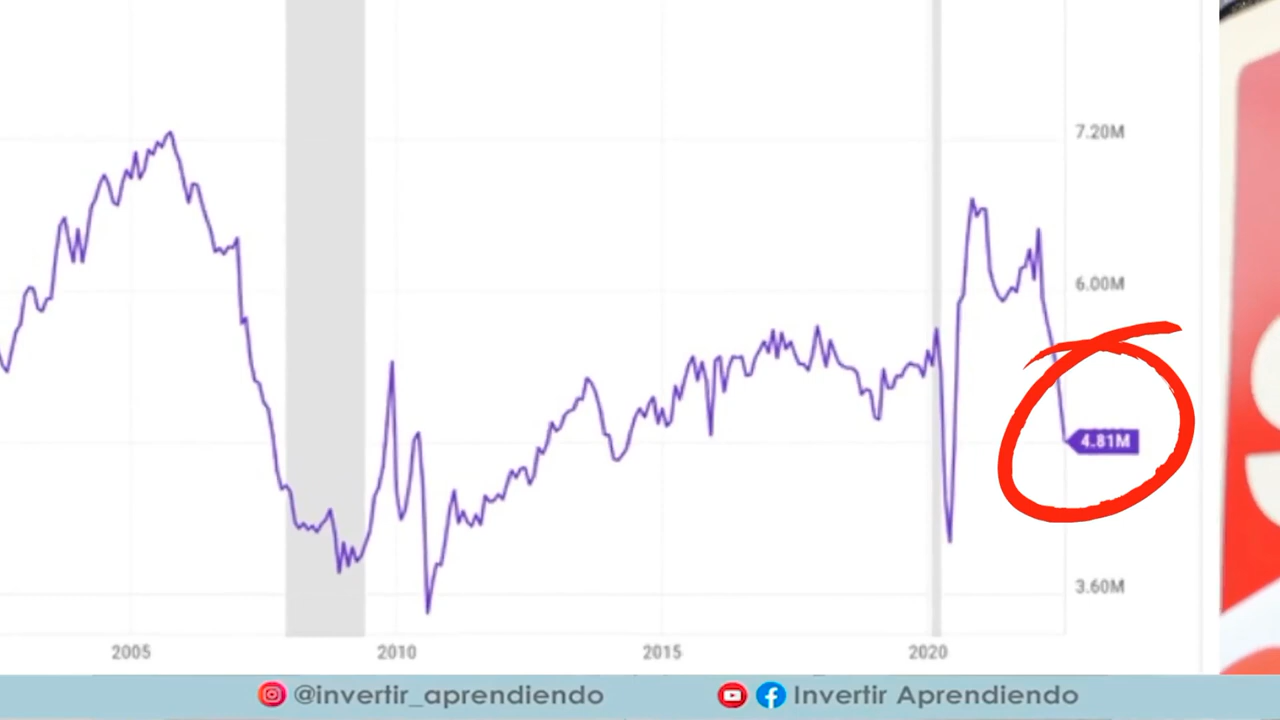 7.20M
6.00M
4.81M
3.60M
2005 2010 2015 2020
@invertir_aprendiendo Invertir Aprendiendo